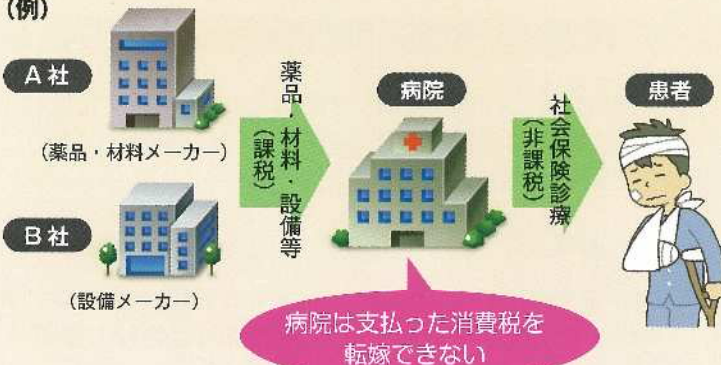 (例)
A社
(薬品・材料メーカー)
B社
(設備メーカー)
薬品・材料・設備等
(課税)
病院
社会保険診療
(非課税)
患者
病院は支払った消費税を
転嫁できない